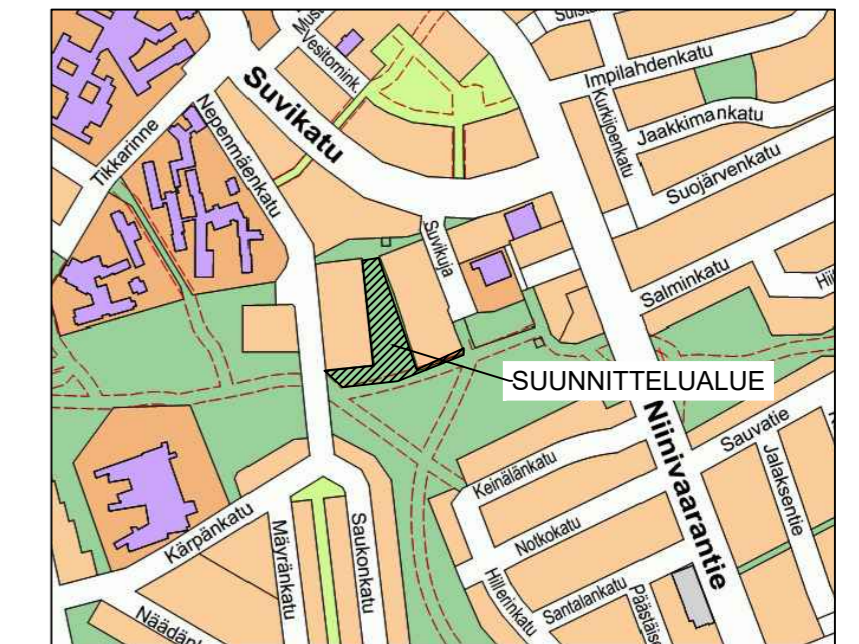 Suistamonkatu
Impilahdenkatu
Vesitornink.
Suvikatu
Kurkijoenkatu
Jaakkimankatu
Nepenmäenkatu
Tikkarinne
Suojärvenkatu
Suvikuja
Salminkatu
SUUNNITTELUALUE
Niinivaarantie
Sauvatie
Keinälänkatu
Jalaksentie
Notkokatu
Kärpänkatu
Mäyränkatu
Saukonkatu
Hillerinkatu
Santalankatu